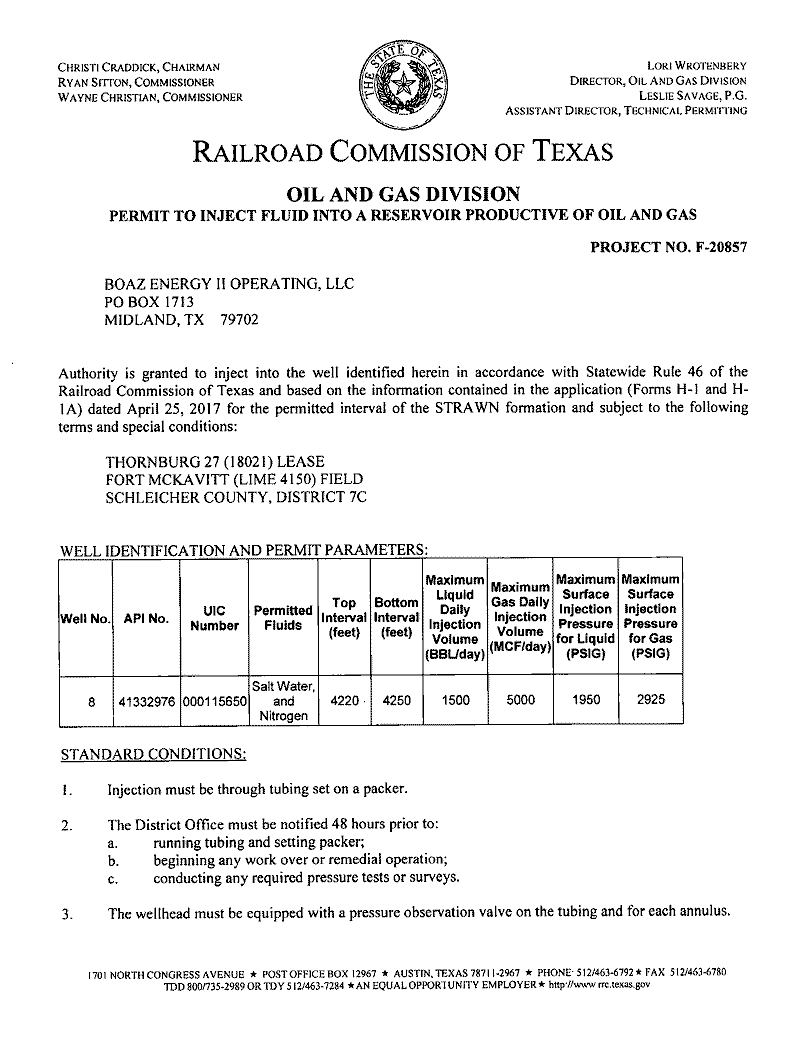 CHRISTI CRADDICK, CHAIRMAN
RYAN SITTON, COMMISSIONER
WAYNE CHRISTIAN, COMMISSIONER
THE STATE OF TEXAS
LORI WROTENBERY
DIRECTOR, OIL AND GAS DIVISION
LESLIE SAVAGE, P.G.
ASSISTANT DIRECTOR, TECHNICAL PERMITTING
RAILROAD COMMISSION OF TEXAS
OIL AND GAS DIVISION
PERMIT TO INJECT FLUID INTO A RESERVOIR PRODUCTIVE OF OIL AND GAS
PROJECT NO. F-20857
BOAZ ENERGY II OPERATING, LLC
PO BOX 1713
MIDLAND, TX 79702
Authority is granted to inject into the well identified herein in accordance with Statewide Rule 46 of the
Railroad Commission of Texas and based on the information contained in the application (Forms H-1 and H-
1A) dated April 25, 2017 for the permitted interval of the STRAWN formation and subject to the following
terms and special conditions:
THORNBURG 27 (18021) LEASE
FORT MCKAVITT (LIME 4150) FIELD
SCHLEICHER COUNTY, DISTRICT 7C
WELL IDENTIFICATION AND PERMIT PARAMETERS:
Well No.
API No.
UIC
Number
Permitted
Fluids
Top
Interval
(feet)
Bottom
Interval
(feet)
Maximum
Liquid
Daily
Injection
Volume
(BBL/day)
Maximum
Gas Daily
Injection
Volume
(MCF/day)
Maximum
Surface
Injection
Pressure
for Liquid
(PSIG)
Maximum
Surface
Injection
Pressure
for Gas
(PSIG)
8
41332976
000115650
Salt Water,
and
Nitrogen
4220
4250
1500
5000
1950
2925
STANDARD CONDITIONS:
1. Injection must be through tubing set on a packer.
2. The District Office must be notified 48 hours prior to:
a. running tubing and setting packer;
b. beginning any work over or remedial operation;
c. conducting any required pressure tests or surveys.
3. The wellhead must be equipped with a pressure observation valve on the tubing and for each annulus.
1701 NORTH CONGRESS AVENUE ★ POST OFFICE BOX 12967 ★ AUSTIN, TEXAS 78711-2967 ★ PHONE: 512/463-6792 ★ FAX 512/463-6780
TDD 800/735-2989 OR TDY 512/463-7284 ★ AN EQUAL OPPORTUNITY EMPLOYER ★ http://www rrc.texas.gov